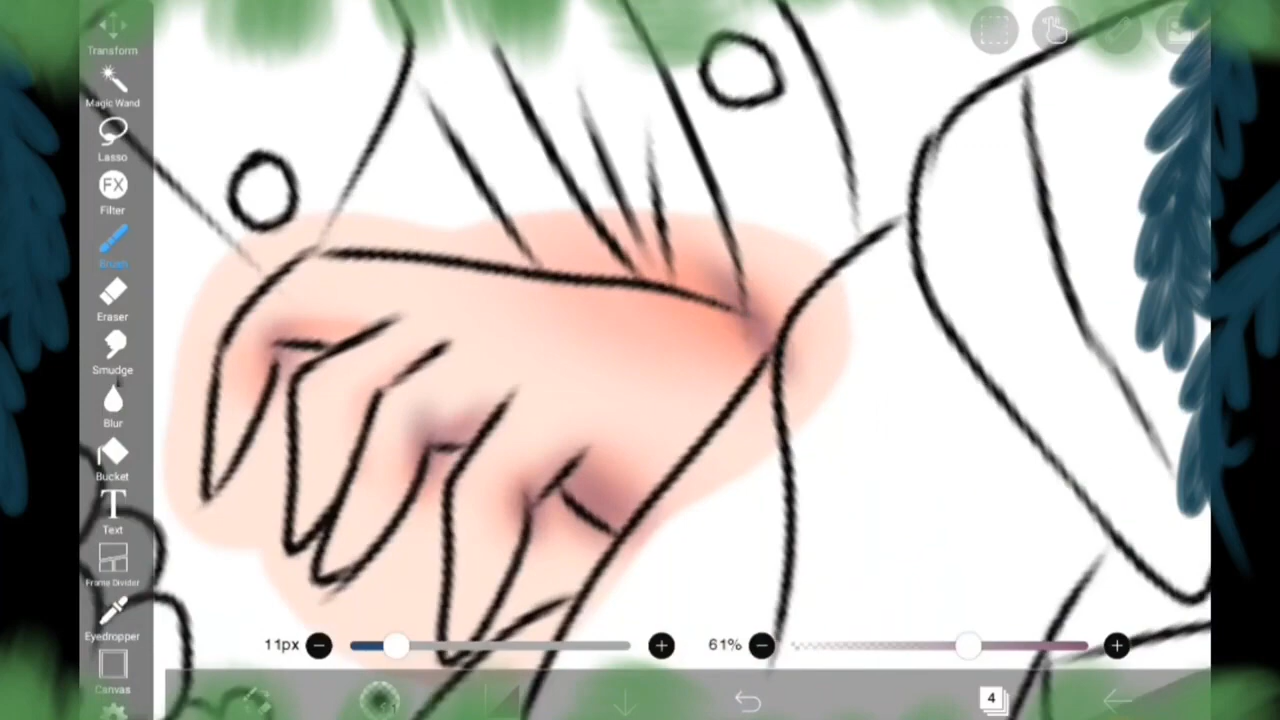 Transform
Magic Wand
Lasso
FX
Filter
Brush
Eraser
Smudge
Blur
Bucket
T
Text
Frame Divider
Eyedropper
Canvas
11px
61%
4